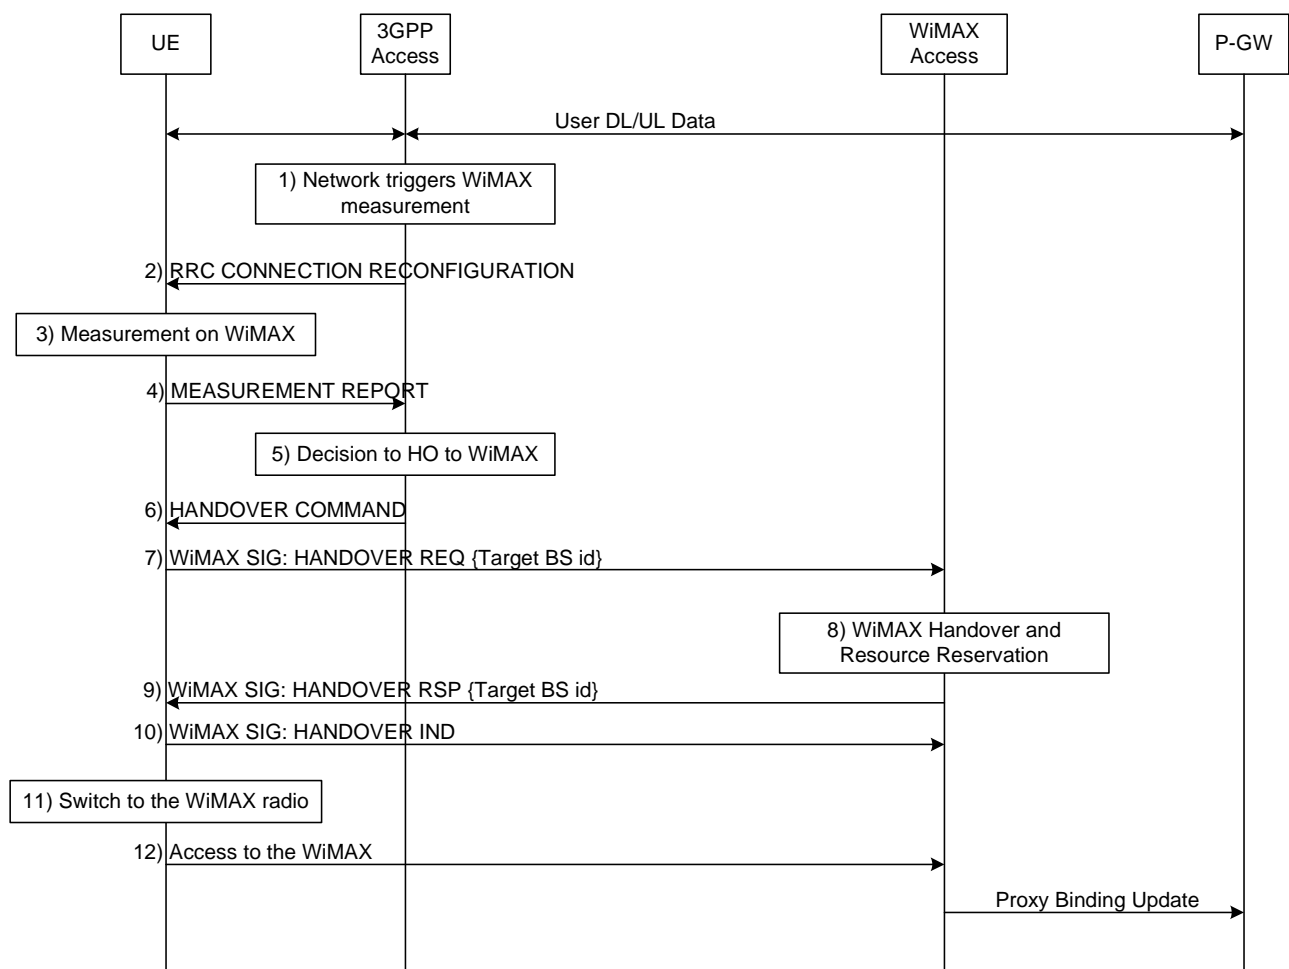 UE
3GPP
Access
WiMAX
Access
P-GW
User DL/UL Data
1) Network triggers WiMAX
measurement
2) RRC CONNECTION RECONFIGURATION
3) Measurement on WiMAX
4) MEASUREMENT REPORT
5) Decision to HO to WiMAX
6) HANDOVER COMMAND
7) WiMAX SIG: HANDOVER REQ {Target BS id}
8) WiMAX Handover and
Resource Reservation
9) WiMAX SIG: HANDOVER RSP {Target BS id}
10) WiMAX SIG: HANDOVER IND
11) Switch to the WiMAX radio
12) Access to the WiMAX
Proxy Binding Update